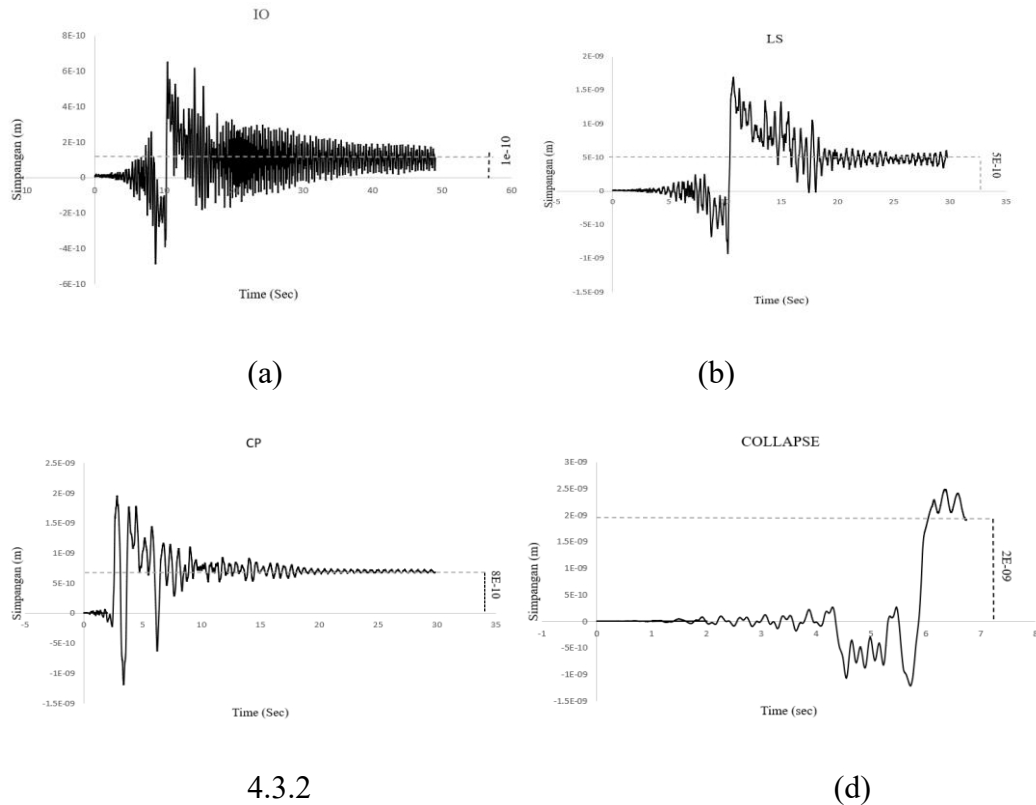 IO
8E-10
6E-10
4E-10
2E-10
0
-2E-10
-4E-10
-6E-10
10
0
10
20
30
40
50
60
Simpangan (m)
Time (Sec)
1e-10
(a)
LS
2E-09
1.5E-09
1E-09
5E-10
0
-5E-10
-1E-09
-1.5E-09
0
5
10
15
20
25
30
35
Simpangan (m)
Time (Sec)
5E-10
(b)
CP
2.5E-09
2E-09
1.5E-09
1E-09
5E-10
0
-5E-10
-1E-09
-1.5E-09
-5
0
5
10
15
20
25
30
35
Simpangan (m)
Time (Sec)
8E-10
4.3.2
COLLAPSE
3E-09
2.5E-09
2E-09
1.5E-09
1E-09
5E-10
0
-5E-10
-1E-09
-1.5E-09
-1
0
1
2
3
4
5
6
7
8
Simpangan (m)
Time (sec)
2E-09
(d)